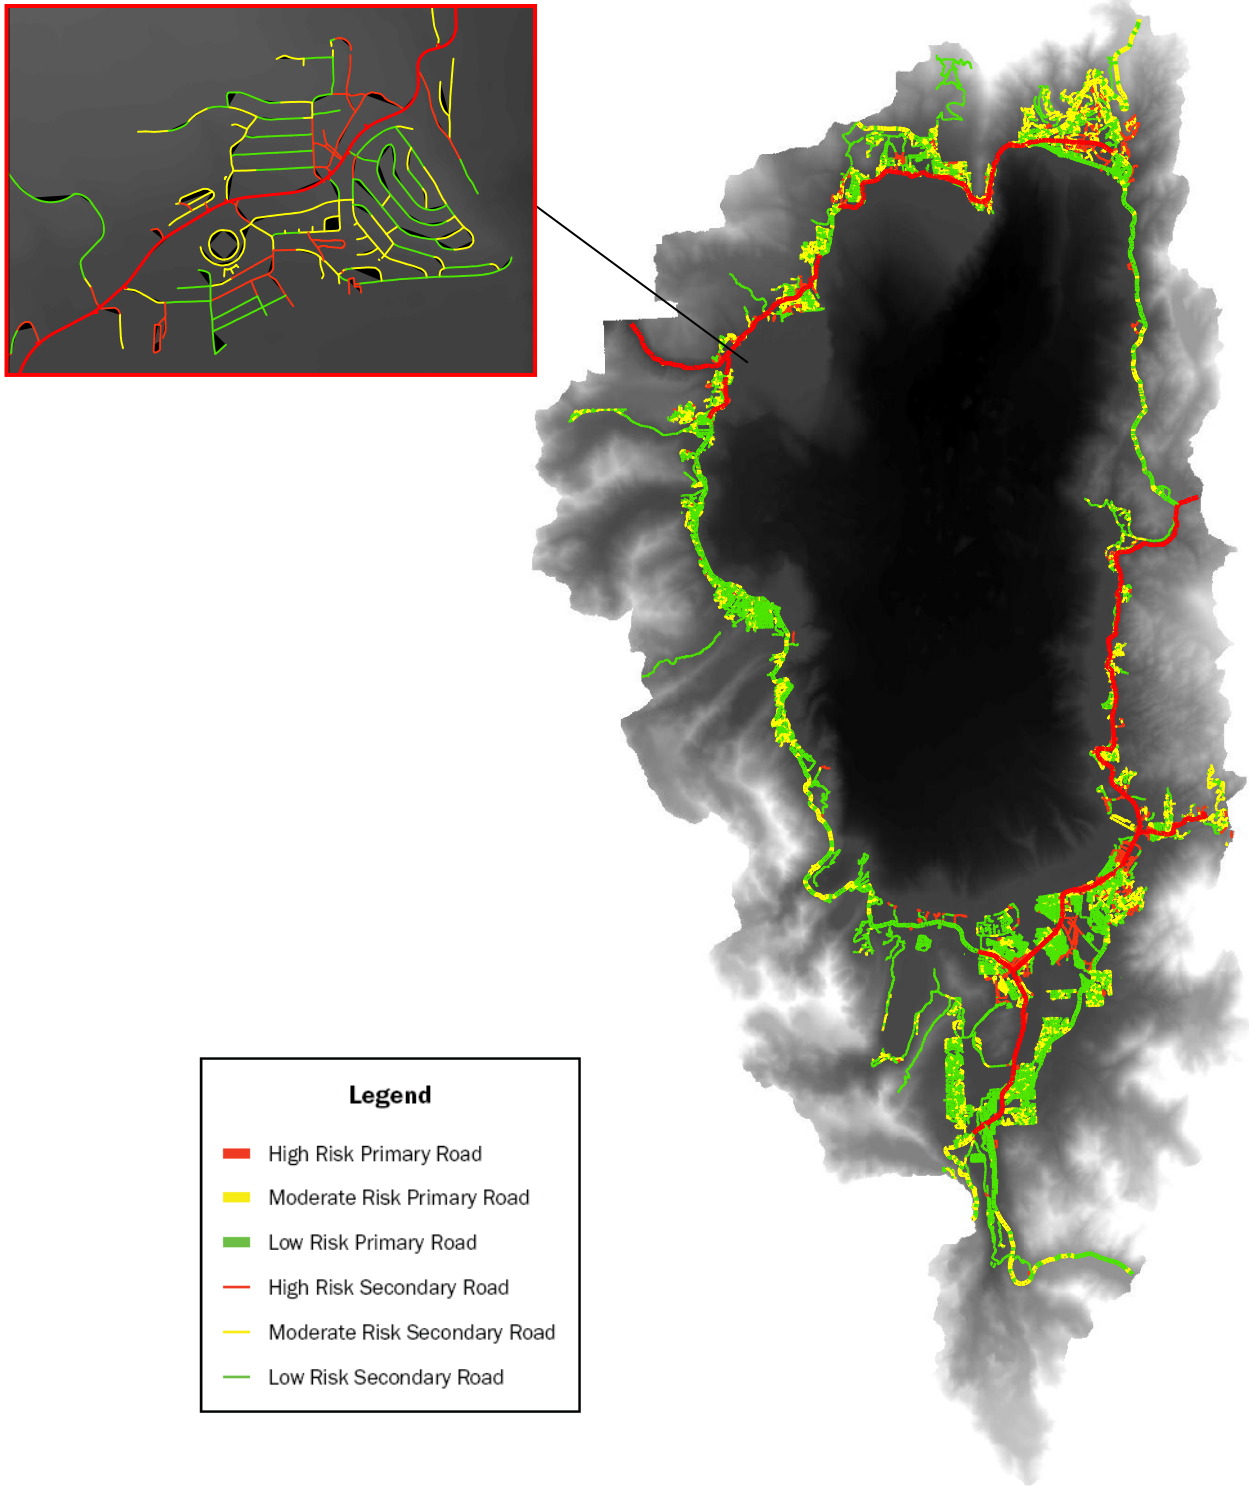 Legend
High Risk Primary Road
Moderate Risk Primary Road
Low Risk Primary Road
High Risk Secondary Road
Moderate Risk Secondary Road
Low Risk Secondary Road